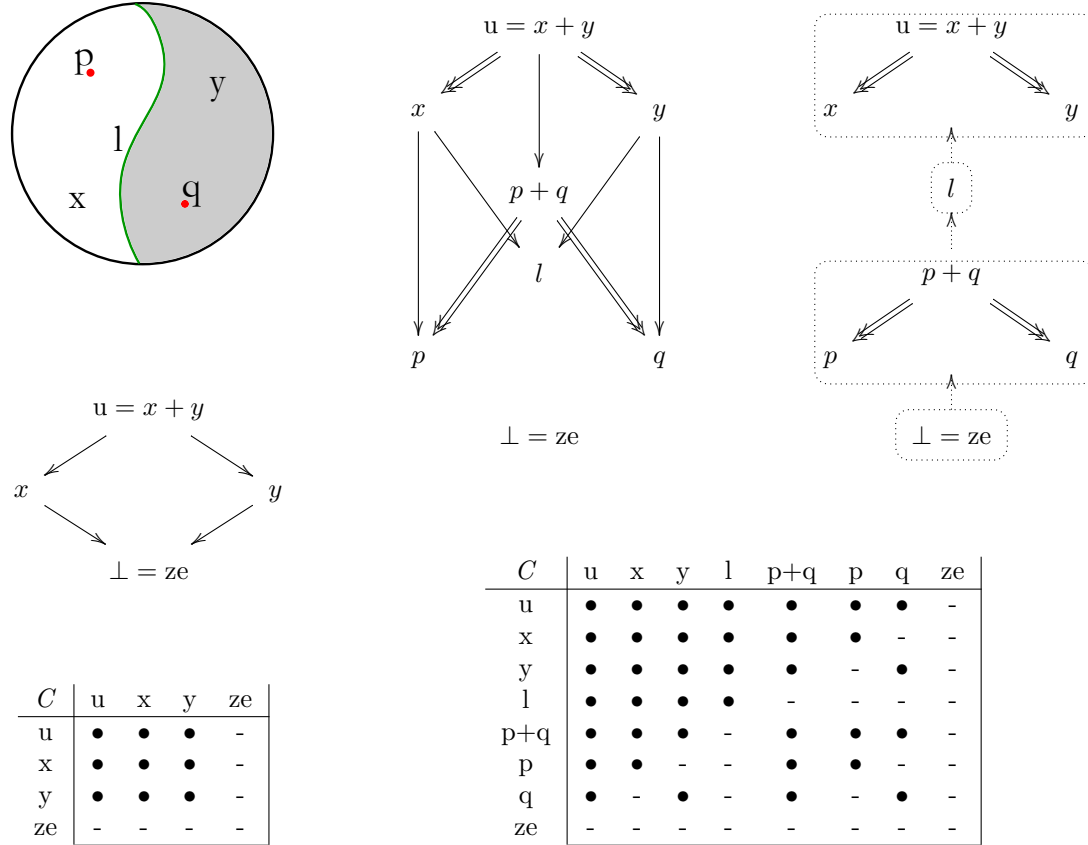 p
y
l
x
q
u = x + y
x y
p + q
l
p q
⊥ = ze
u = x + y
x y
l
p + q
p q
⊥ = ze
u = x + y
x y
⊥ = ze
C u x y ze
u • • • -
x • • • -
y • • • -
ze - - - -
C u x y l p+q p q ze
u • • • • • • • -
x • • • • • • - -
y • • • • • - • -
l • • • • - - - -
p+q • • • - • • • -
p • • - - • • - -
q • - • - • - • -
ze - - - - - - - -